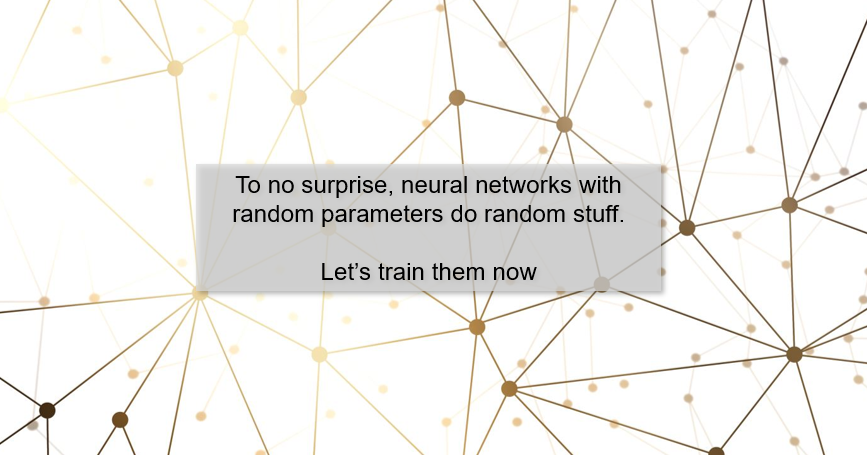 To no surprise, neural networks with
random parameters do random stuff.
Let’s train them now